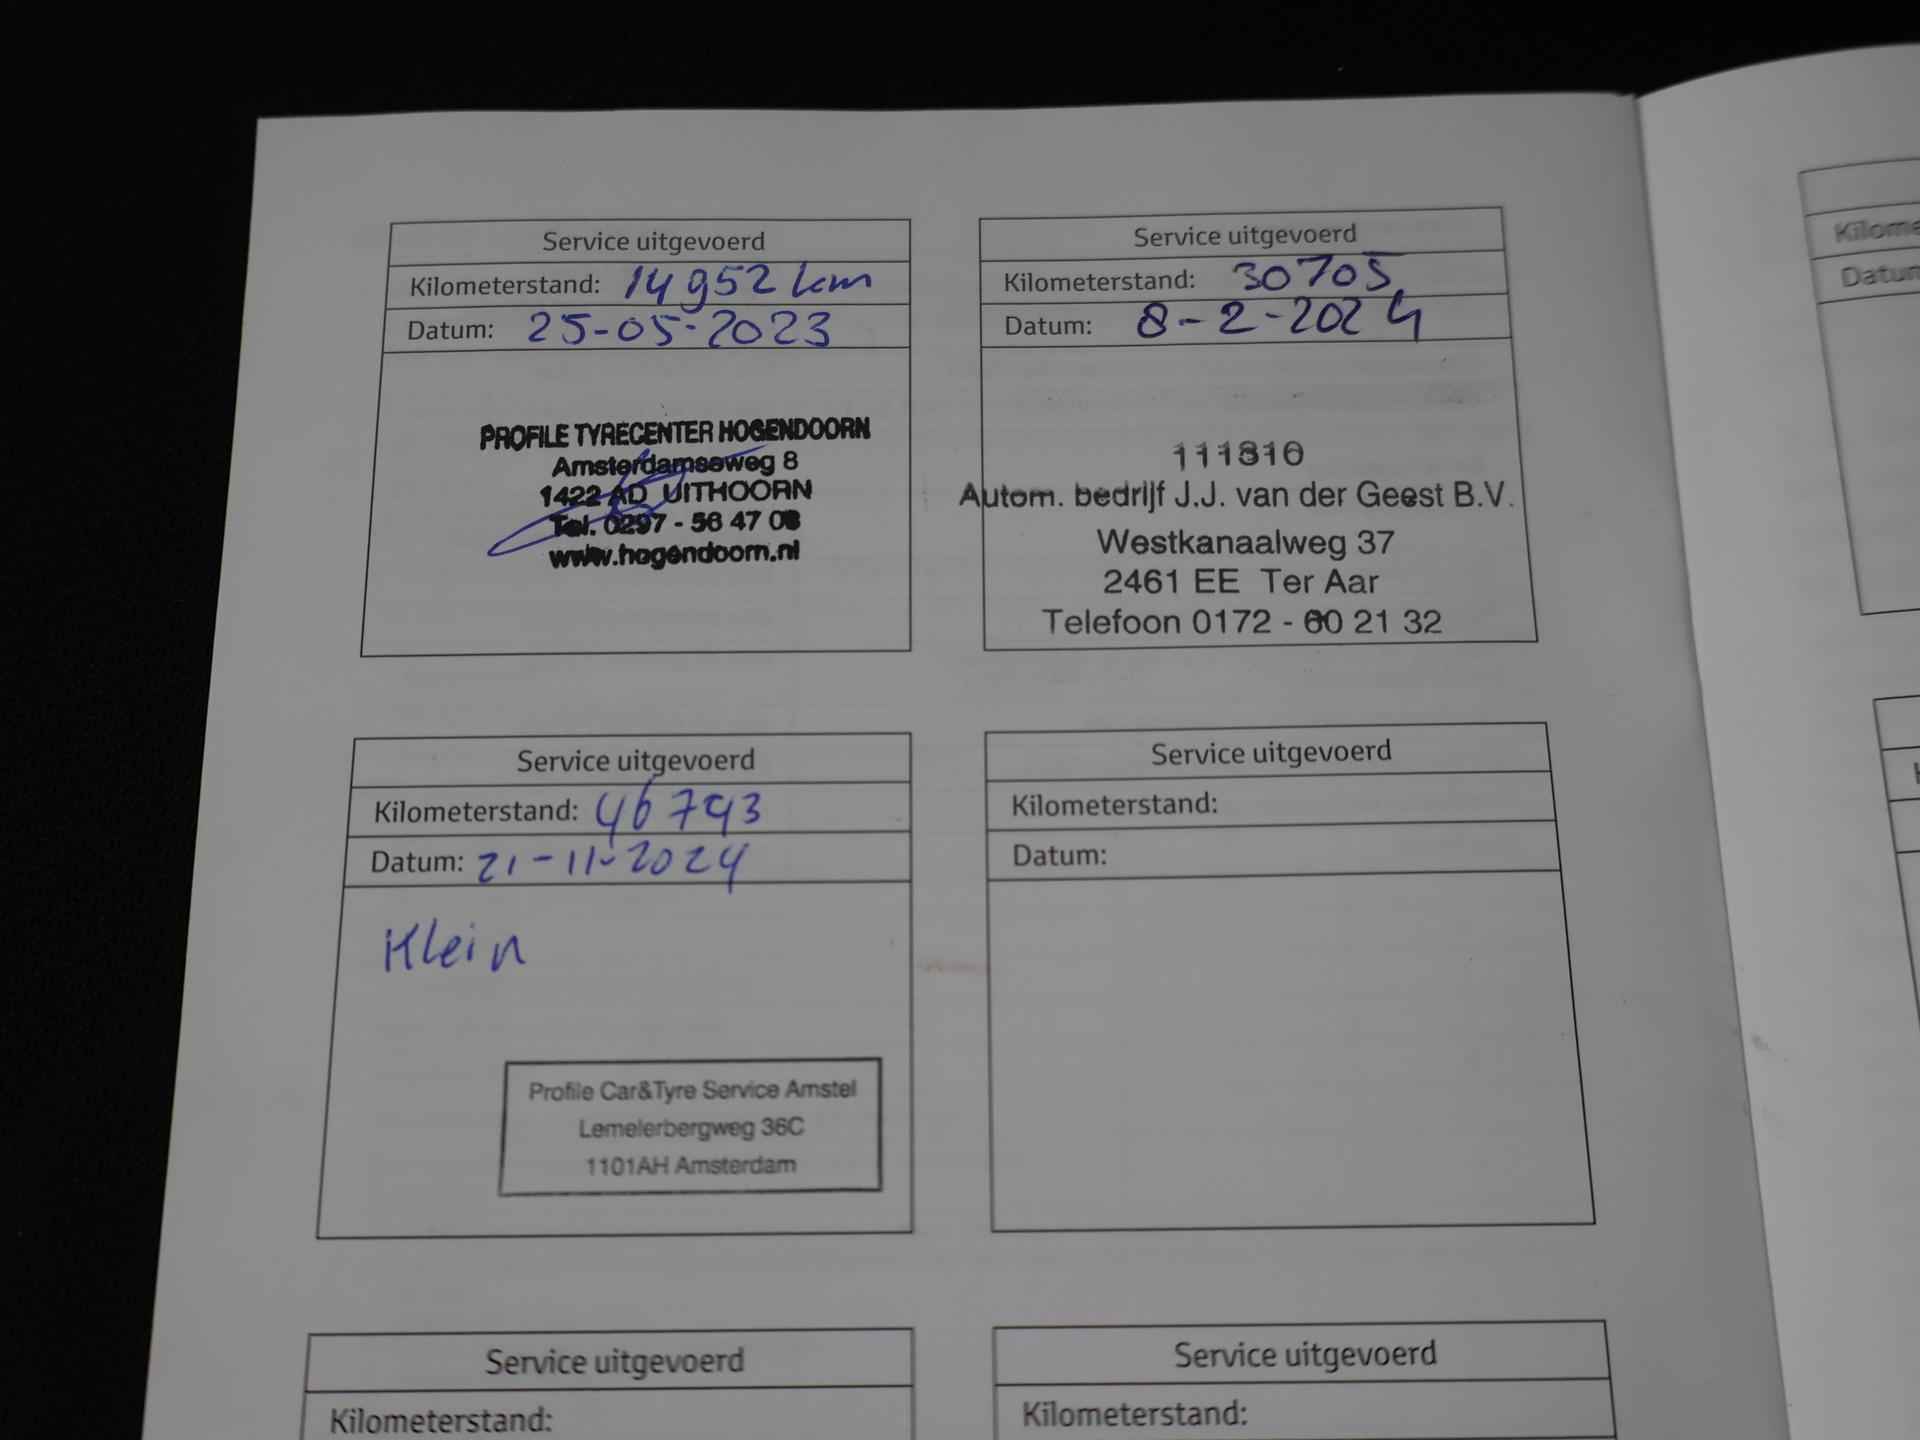 Service uitgevoerd
Kilometerstand: 14952 km
Datum: 25-05-2023
PROFILE TYRECENTER HOGENDOORN
Amsterdamseweg 8
1422 AD UITHOORN
Tel. 0297 - 56 47 08
www.hogendoorn.nl
Service uitgevoerd
Kilometerstand: 30705
Datum: 8-2-2024
111310
Autom. bedrijf J.J. van der Geest B.V.
Westkanaalweg 37
2461 EE Ter Aar
Telefoon 0172 - 60 21 32
Service uitgevoerd
Kilometerstand: 46793
Datum: 21-11-2024
Klein
Profile Car&Tyre Service Amstel
Lemelerbergweg 36C
1101AH Amsterdam
Service uitgevoerd
Kilometerstand:
Datum:
Service uitgevoerd
Kilometerstand:
Service uitgevoerd
Kilometerstand:
Kilome
Datum